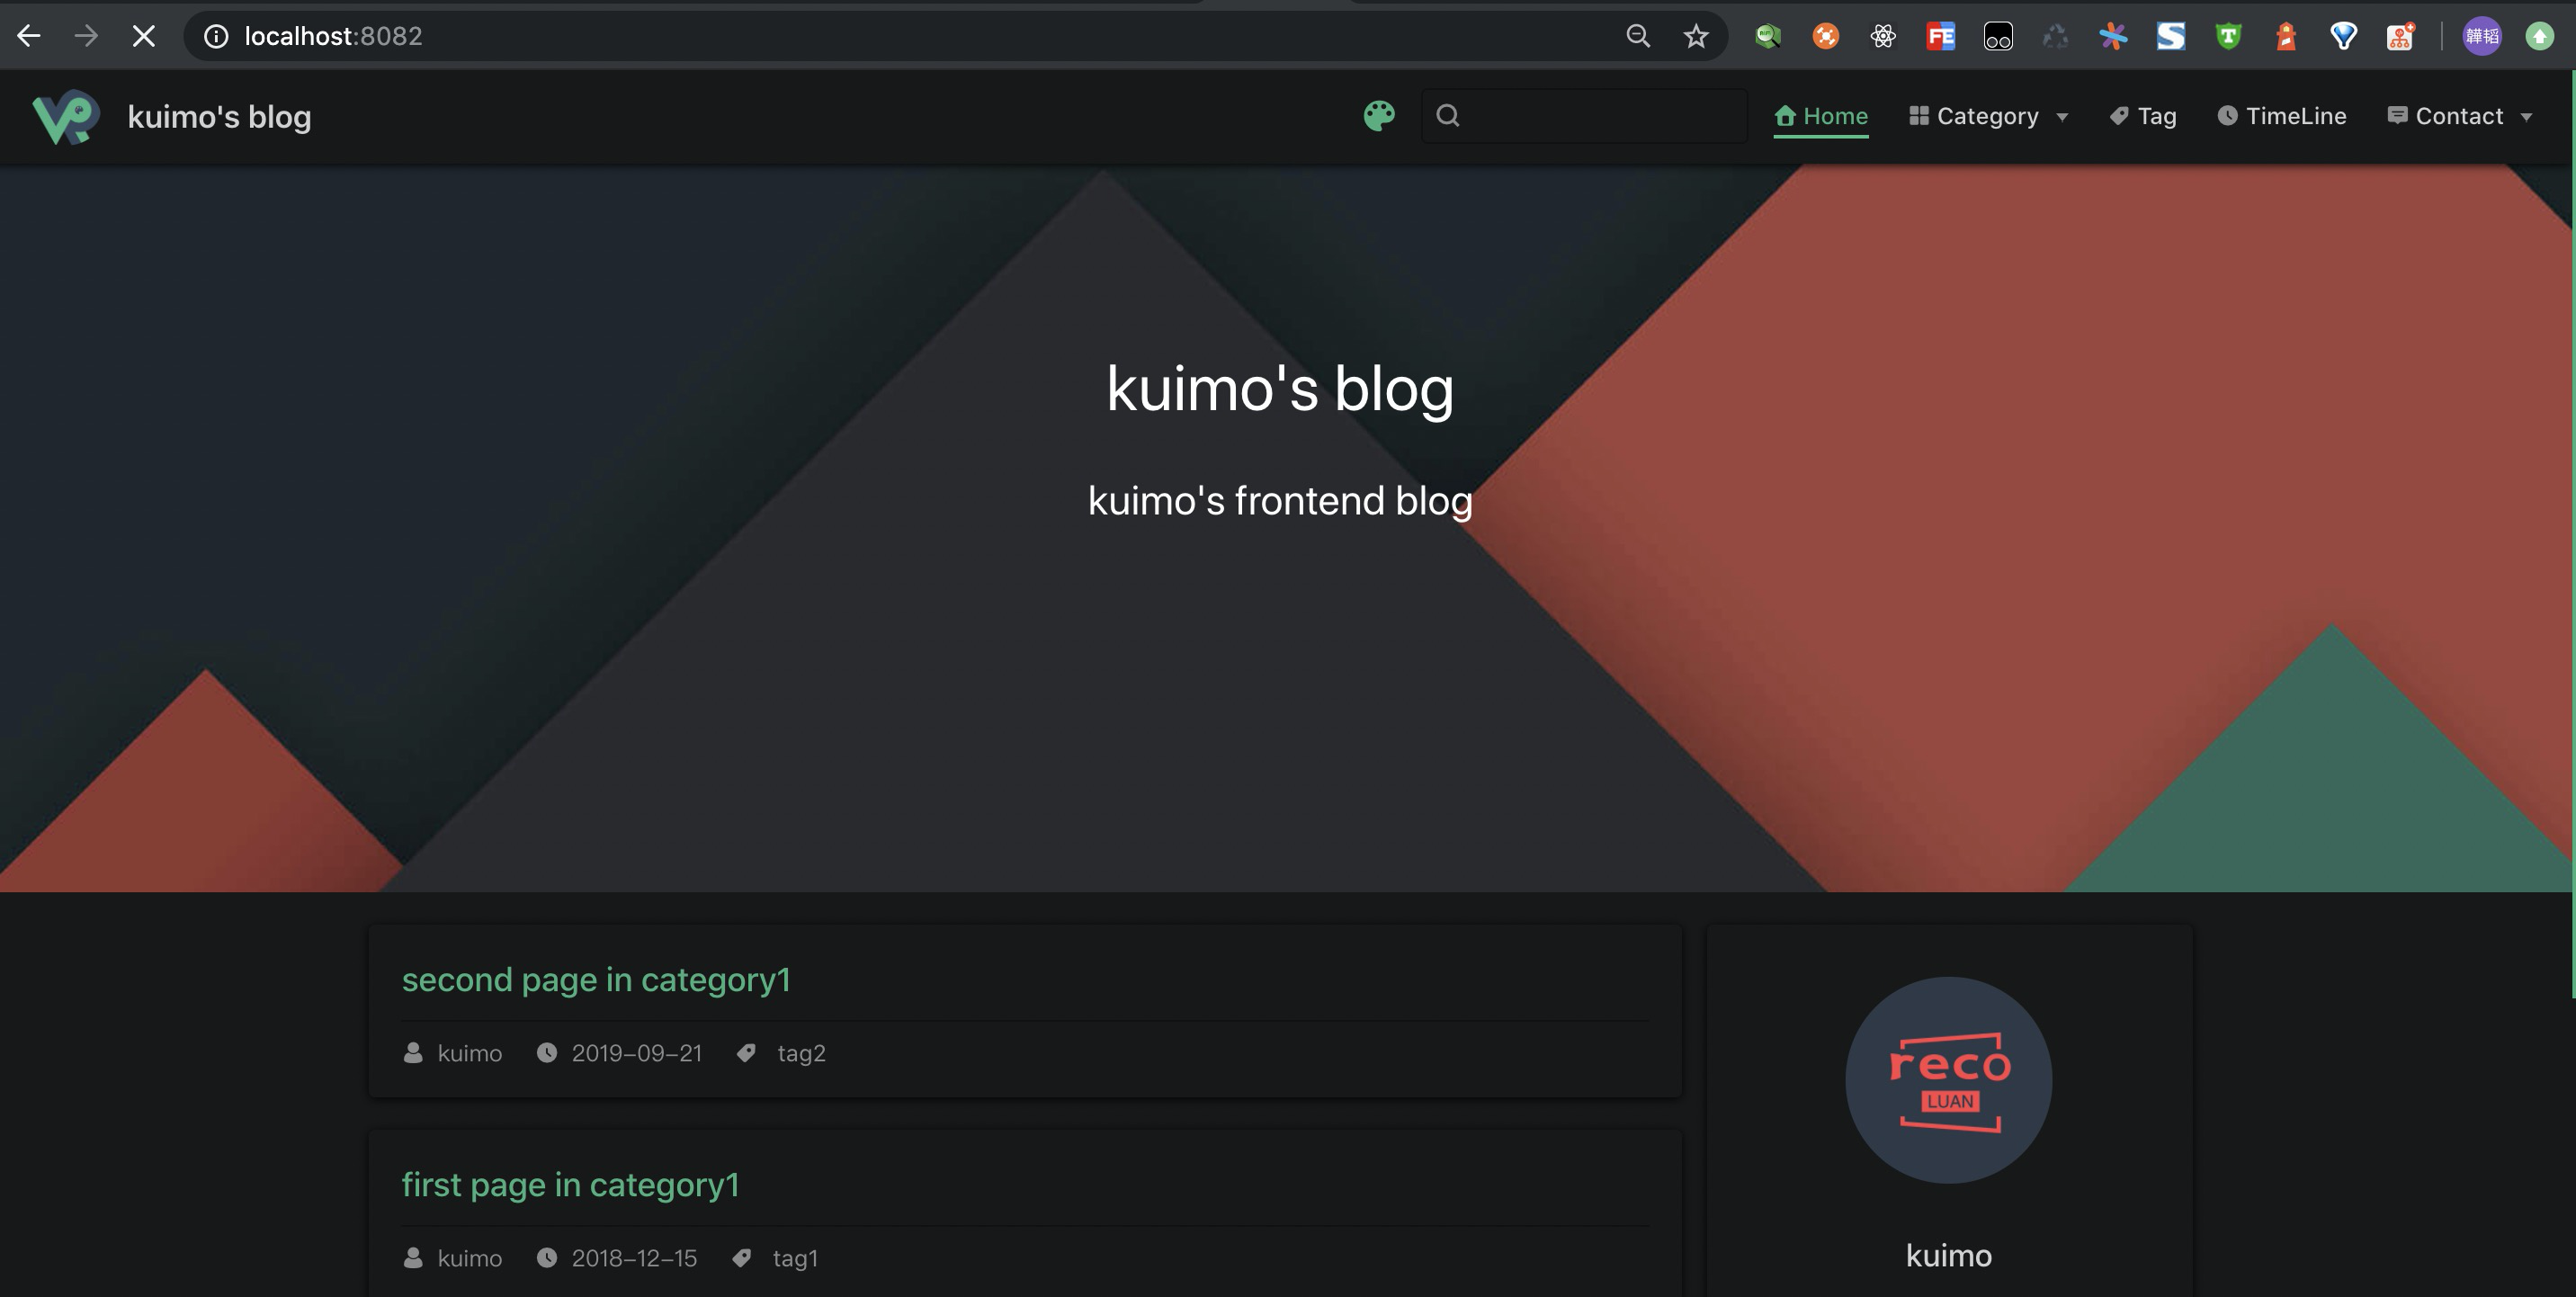 localhost:8082
FE
S
T
韡韬
kuimo's blog
Home
Category
Tag
TimeLine
Contact
kuimo's blog
kuimo's frontend blog
second page in category1
kuimo 2019-09-21 tag2
reco
LUAN
first page in category1
kuimo 2018-12-15 tag1
kuimo